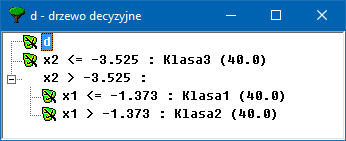 d - drzewo decyzyjne
d
x2 <= -3.525 : Klasa3 (40.0)
x2 > -3.525 :
x1 <= -1.373 : Klasa1 (40.0)
x1 > -1.373 : Klasa2 (40.0)